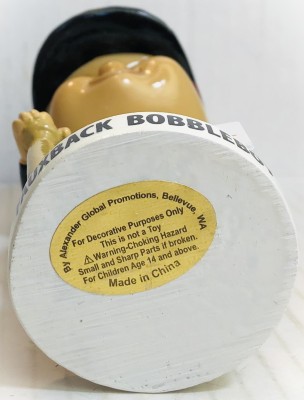 UXBACK BOBBLE
By Alexander Global Promotions, Bellevue, WA
For Decorative Purposes Only
This is not a Toy
⚠Warning-Choking Hazard
Small and Sharp Parts if broken.
For Children Age 14 and above.
Made in China